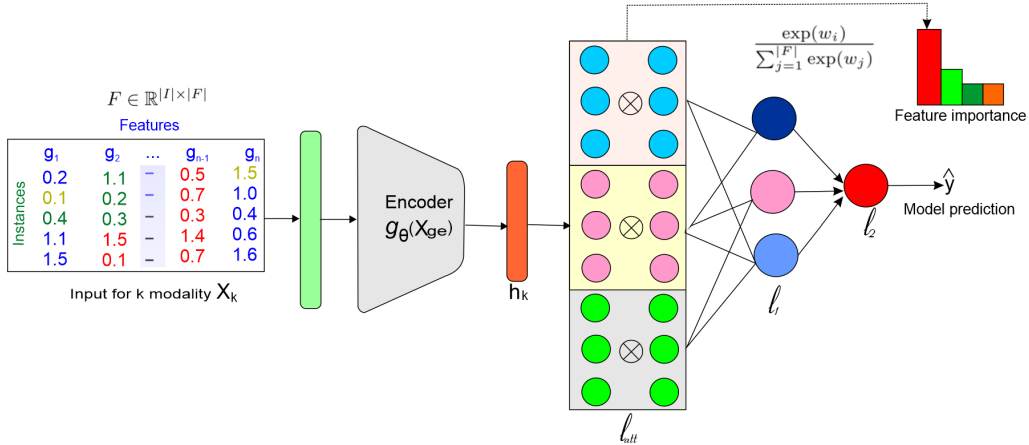 F ∈ ℝ^{|I|×|F|}
Features
Instances
g₁ g₂ ... gₙ₋₁ gₙ
0.2 1.1 – 0.5 1.5
0.1 0.2 – 0.7 1.0
0.4 0.3 – 0.3 0.4
1.1 1.5 – 1.4 0.6
1.5 0.1 – 0.7 1.6
Input for k modality Xₖ
Encoder
g_θ(X_ge)
hₖ
⊗
⊗
⊗
ℓ_att
exp(wᵢ)
∑_{j=1}^{|F|} exp(wⱼ)
Feature importance
ℓ₁
ℓ₂
ŷ
Model prediction